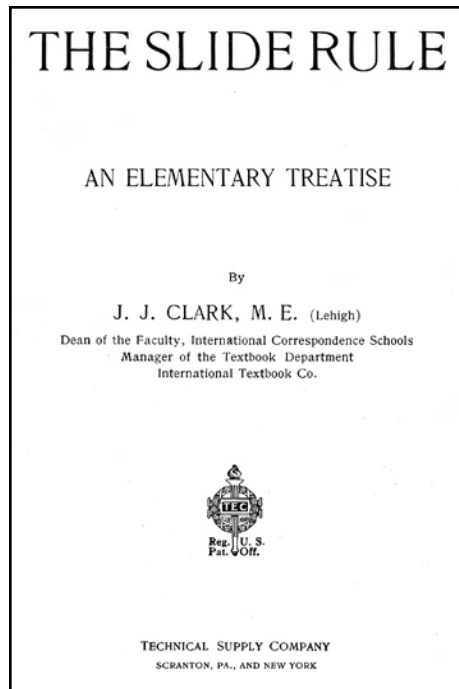 THE SLIDE RULE
AN ELEMENTARY TREATISE
By
J. J. CLARK, M. E. (Lehigh)
Dean of the Faculty, International Correspondence Schools
Manager of the Textbook Department
International Textbook Co.
TEC
Reg. U. S.
Pat. Off.
TECHNICAL SUPPLY COMPANY
SCRANTON, PA., AND NEW YORK